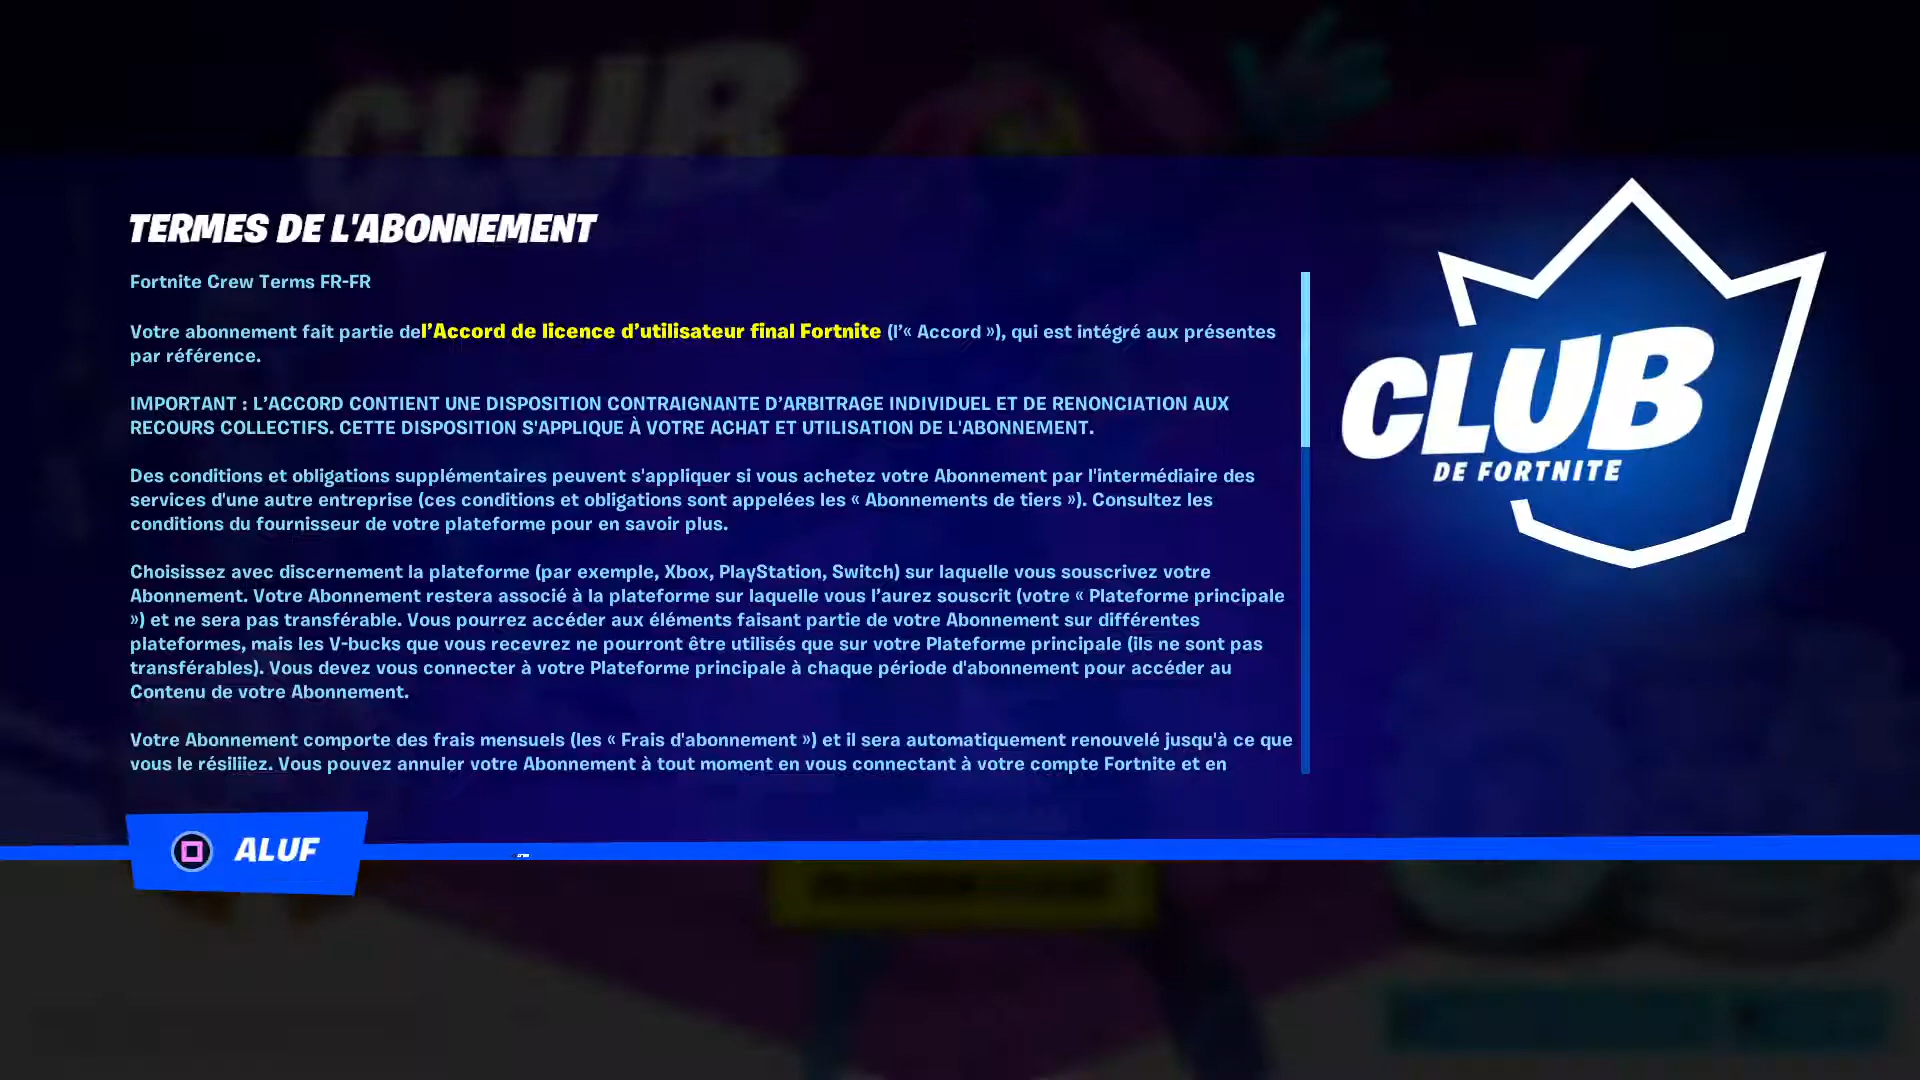 CLUB
TERMES DE L'ABONNEMENT
Fortnite Crew Terms FR-FR
Votre abonnement fait partie del’Accord de licence d’utilisateur final Fortnite (l’« Accord »), qui est intégré aux présentes
par référence.
IMPORTANT : L’ACCORD CONTIENT UNE DISPOSITION CONTRAIGNANTE D’ARBITRAGE INDIVIDUEL ET DE RENONCIATION AUX
RECOURS COLLECTIFS. CETTE DISPOSITION S'APPLIQUE À VOTRE ACHAT ET UTILISATION DE L'ABONNEMENT.
Des conditions et obligations supplémentaires peuvent s'appliquer si vous achetez votre Abonnement par l'intermédiaire des
services d'une autre entreprise (ces conditions et obligations sont appelées les « Abonnements de tiers »). Consultez les
conditions du fournisseur de votre plateforme pour en savoir plus.
Choisissez avec discernement la plateforme (par exemple, Xbox, PlayStation, Switch) sur laquelle vous souscrivez votre
Abonnement. Votre Abonnement restera associé à la plateforme sur laquelle vous l’aurez souscrit (votre « Plateforme principale
») et ne sera pas transférable. Vous pourrez accéder aux éléments faisant partie de votre Abonnement sur différentes
plateformes, mais les V-bucks que vous recevrez ne pourront être utilisés que sur votre Plateforme principale (ils ne sont pas
transférables). Vous devez vous connecter à votre Plateforme principale à chaque période d'abonnement pour accéder au
Contenu de votre Abonnement.
Votre Abonnement comporte des frais mensuels (les « Frais d'abonnement ») et il sera automatiquement renouvelé jusqu'à ce que
vous le résiliiez. Vous pouvez annuler votre Abonnement à tout moment en vous connectant à votre compte Fortnite et en
CLUB
DE FORTNITE
ALUF